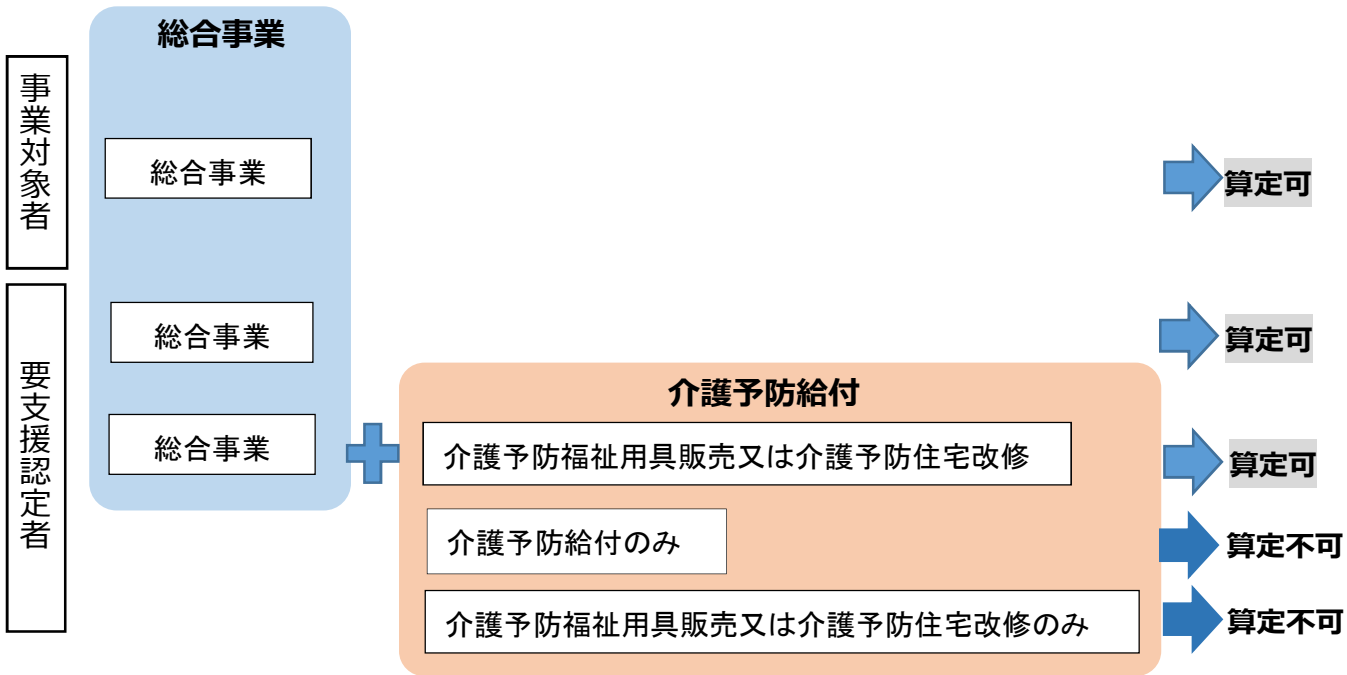 総合事業
事業対象者
総合事業
算定可
要支援認定者
総合事業
算定可
介護予防給付
総合事業
介護予防福祉用具販売又は介護予防住宅改修
算定可
介護予防給付のみ
算定不可
介護予防福祉用具販売又は介護予防住宅改修のみ
算定不可